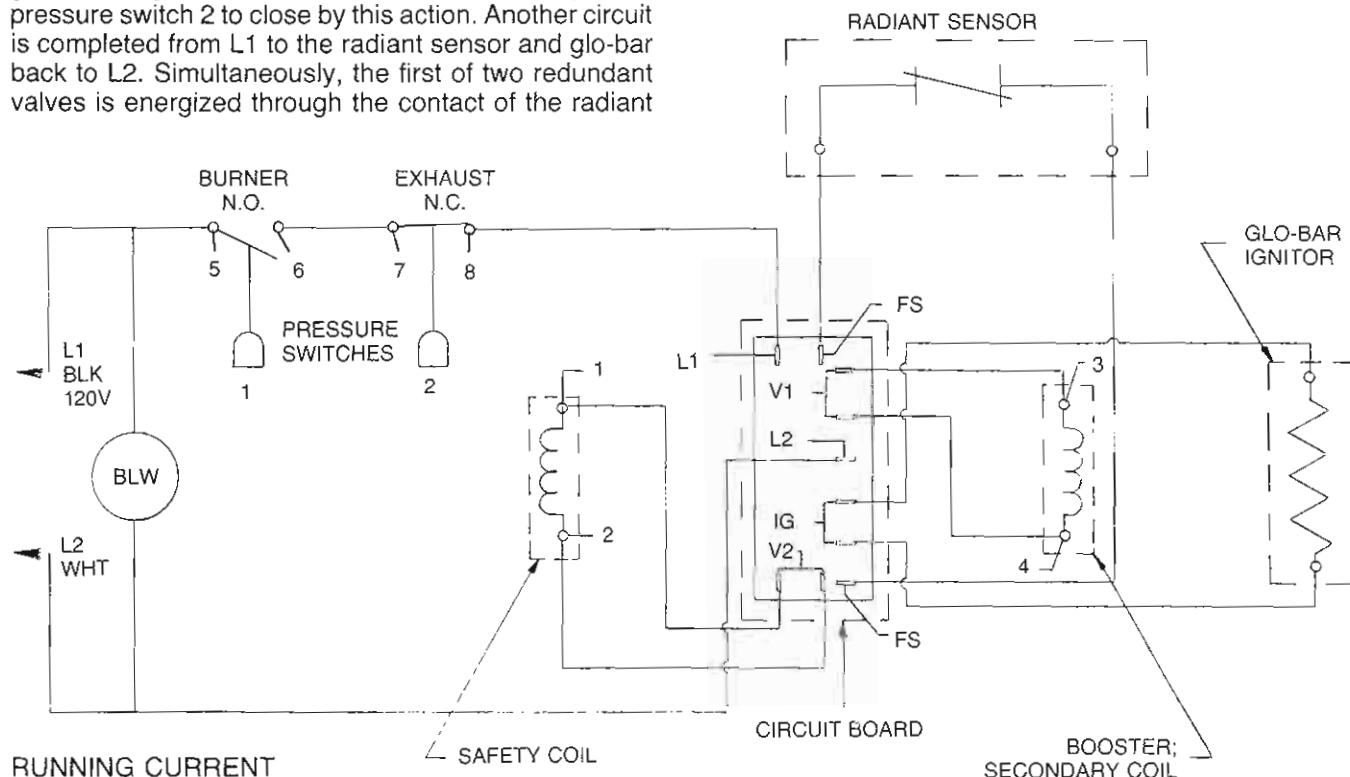 pressure switch 2 to close by this action. Another circuit
is completed from L1 to the radiant sensor and glo-bar
back to L2. Simultaneously, the first of two redundant
valves is energized through the contact of the radiant
RADIANT SENSOR
BURNER
N.O.
EXHAUST
N.C.
GLO-BAR
IGNITOR
5
6
7
8
PRESSURE
SWITCHES
1
2
L1
BLK
120V
FS
L1
V1
1
3
L2
BLW
IG
2
V2
4
L2
WHT
FS
CIRCUIT BOARD
SAFETY COIL
BOOSTER;
SECONDARY COIL
RUNNING CURRENT